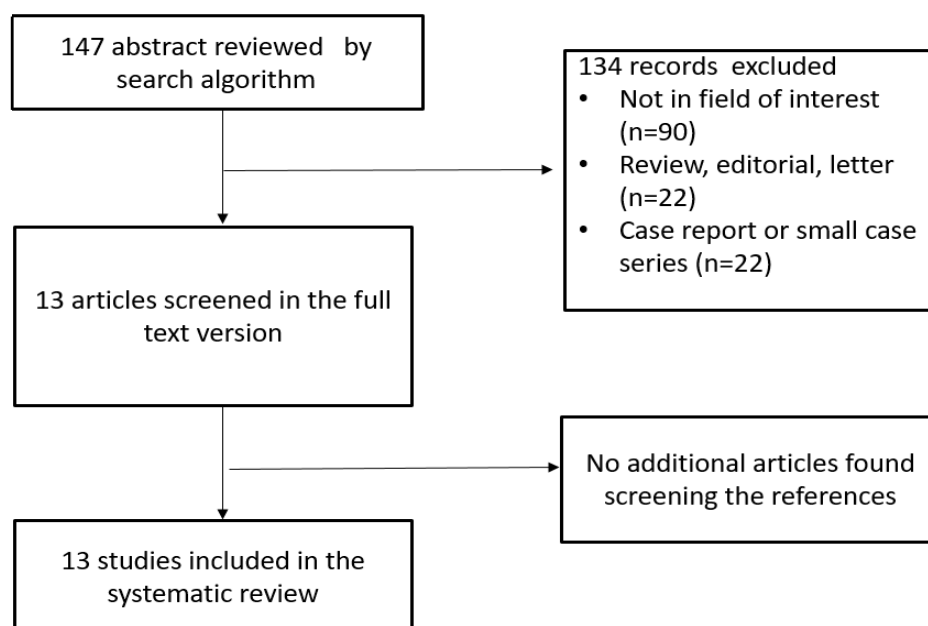 147 abstract reviewed by
search algorithm
134 records excluded
• Not in field of interest
(n=90)
• Review, editorial, letter
(n=22)
• Case report or small case
series (n=22)
13 articles screened in the full
text version
No additional articles found
screening the references
13 studies included in the
systematic review